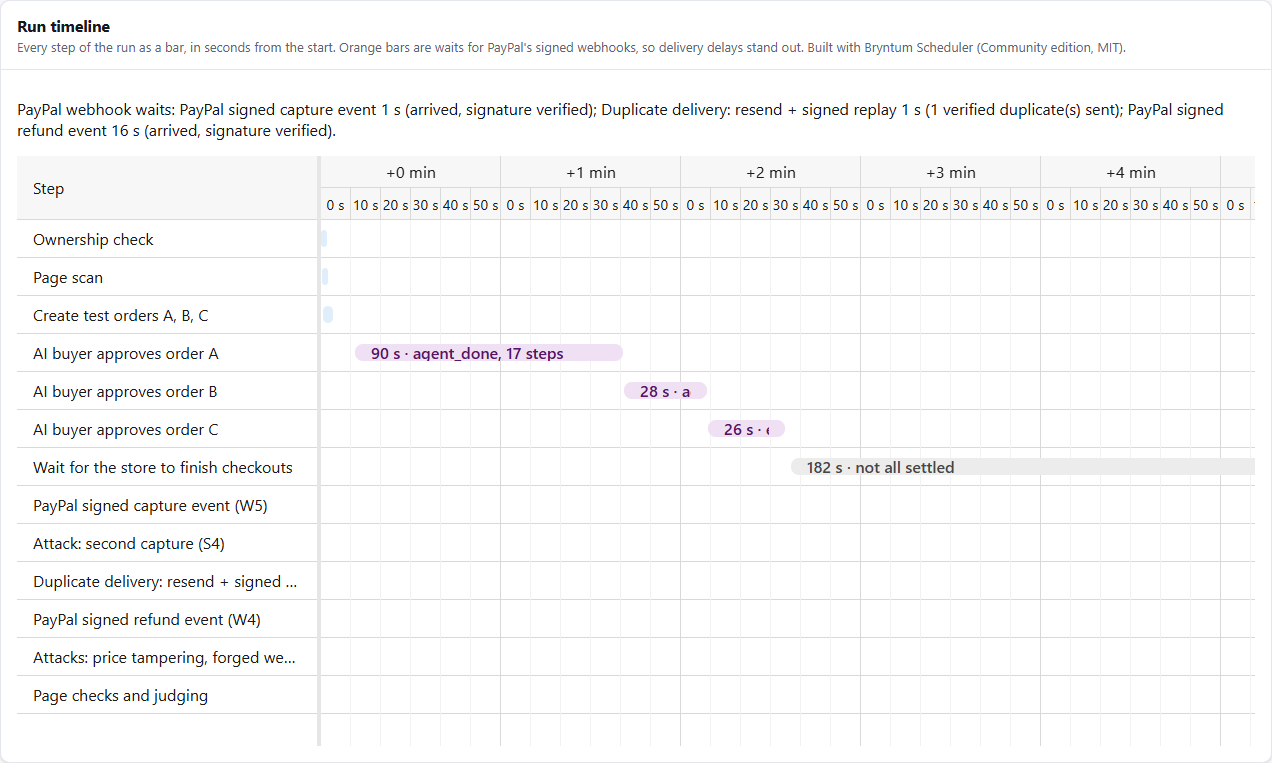 Run timeline
Every step of the run as a bar, in seconds from the start. Orange bars are waits for PayPal's signed webhooks, so delivery delays stand out. Built with Bryntum Scheduler (Community edition, MIT).
PayPal webhook waits: PayPal signed capture event 1 s (arrived, signature verified); Duplicate delivery: resend + signed replay 1 s (1 verified duplicate(s) sent); PayPal signed
refund event 16 s (arrived, signature verified).
Step
+0 min +1 min +2 min +3 min +4 min
0 s 10 s 20 s 30 s 40 s 50 s 0 s 10 s 20 s 30 s 40 s 50 s 0 s 10 s 20 s 30 s 40 s 50 s 0 s 10 s 20 s 30 s 40 s 50 s 0 s 10 s 20 s 30 s 40 s 50 s 0 s
Ownership check
Page scan
Create test orders A, B, C
AI buyer approves order A
90 s · agent_done, 17 steps
AI buyer approves order B
28 s · a
AI buyer approves order C
26 s ·
Wait for the store to finish checkouts
182 s · not all settled
PayPal signed capture event (W5)
Attack: second capture (S4)
Duplicate delivery: resend + signed ...
PayPal signed refund event (W4)
Attacks: price tampering, forged we...
Page checks and judging